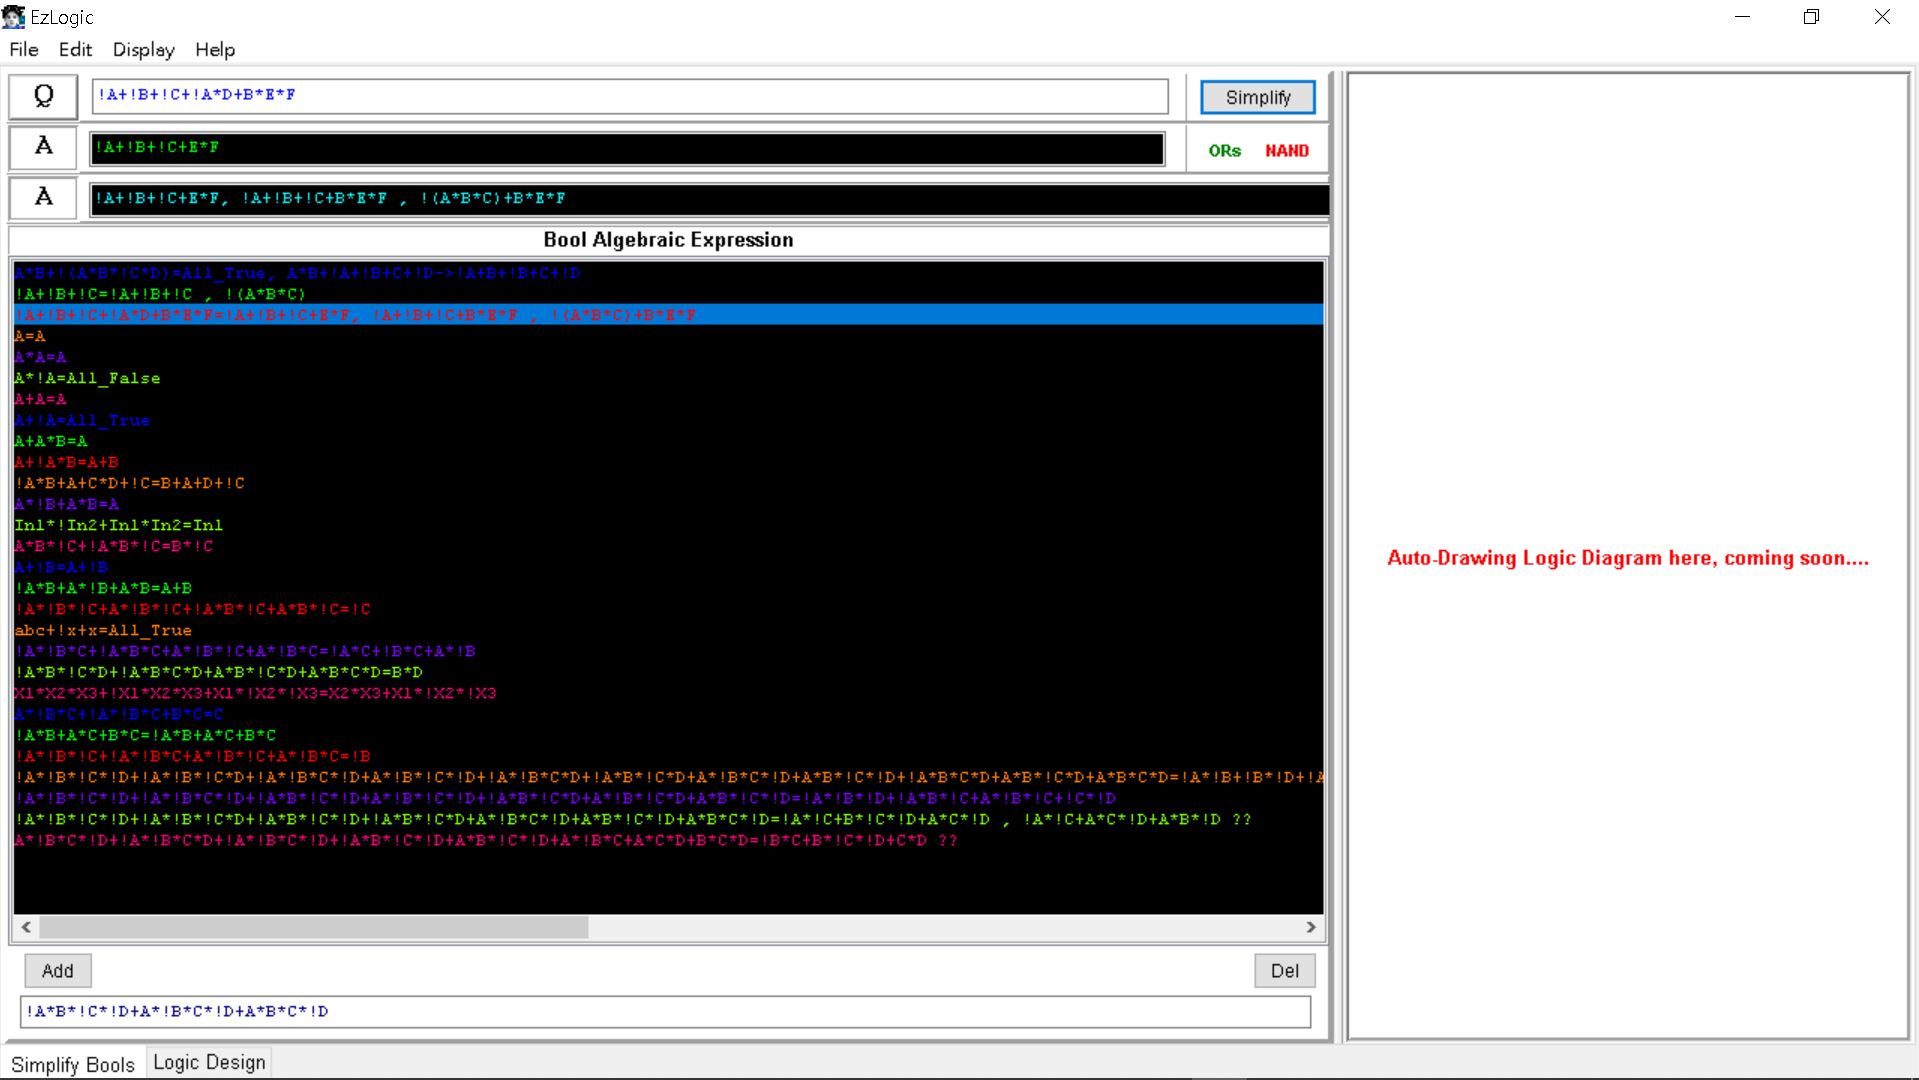 EzLogic
File Edit Display Help
Q !A+!B+!C+!A*D+B*E*F Simplify
A !A+!B+!C+E*F ORs NAND
A !A+!B+!C+E*F, !A+!B+!C+B*E*F , !(A*B*C)+B*E*F
Bool Algebraic Expression
A*B+!(A*B*!C*D)=All_True, A*B+!A+!B+C+!D->!A+B+!B+C+!D
!A+!B+!C=!A+!B+!C , !(A*B*C)
!A+!B+!C+!A*D+B*E*F=!A+!B+!C+E*F, !A+!B+!C+B*E*F , !(A*B*C)+B*E*F
A=A
A*A=A
A*!A=All_False
A+A=A
A+!A=All_True
A+A*B=A
A+!A*B=A+B
!A*B+A+C*D+!C=B+A+D+!C
A*!B+A*B=A
In1*!In2+In1*In2=In1
A*B*!C+!A*B*!C=B*!C
A+!B=A+!B
!A*B+A*!B+A*B=A+B
!A*!B*!C+A*!B*!C+!A*B*!C+A*B*!C=!C
abc+!x+x=All_True
!A*!B*C+!A*B*C+A*!B*!C+A*!B*C=!A*C+!B*C+A*!B
!A*B*!C*D+!A*B*C*D+A*B*!C*D+A*B*C*D=B*D
X1*X2*X3+!X1*X2*X3+X1*!X2*!X3=X2*X3+X1*!X2*!X3
A*!B*C+!A*!B*C+B*C=C
!A*B+A*C+B*C=!A*B+A*C+B*C
!A*!B*!C+!A*!B*C+A*!B*!C+A*!B*C=!B
!A*!B*!C*!D+!A*!B*!C*D+!A*!B*C*!D+A*!B*!C*!D+!A*!B*C*D+!A*B*!C*D+A*!B*C*!D+A*B*!C*!D+!A*B*C*D+A*B*!C*D+A*B*C*D=!A*!B+!B*!D+!A
!A*!B*!C*!D+!A*!B*C*!D+!A*B*!C*!D+A*!B*!C*!D+!A*B*!C*D+A*!B*!C*D+A*B*!C*!D=!A*!B*!D+!A*B*!C+A*!B*!C+!C*!D
!A*!B*!C*!D+!A*!B*!C*D+!A*B*!C*!D+!A*B*!C*D+A*!B*C*!D+A*B*!C*!D+A*B*C*!D=!A*!C+B*!C*!D+A*C*!D , !A*!C+A*C*!D+A*B*!D ??
A*!B*C*!D+!A*!B*C*D+!A*!B*C*!D+!A*B*!C*!D+A*B*!C*!D+A*!B*C+A*C*D+B*C*D=!B*C+B*!C*!D+C*D ??
Auto-Drawing Logic Diagram here, coming soon....
Add Del
!A*B*!C*!D+A*!B*C*!D+A*B*C*!D
Simplify Bools Logic Design